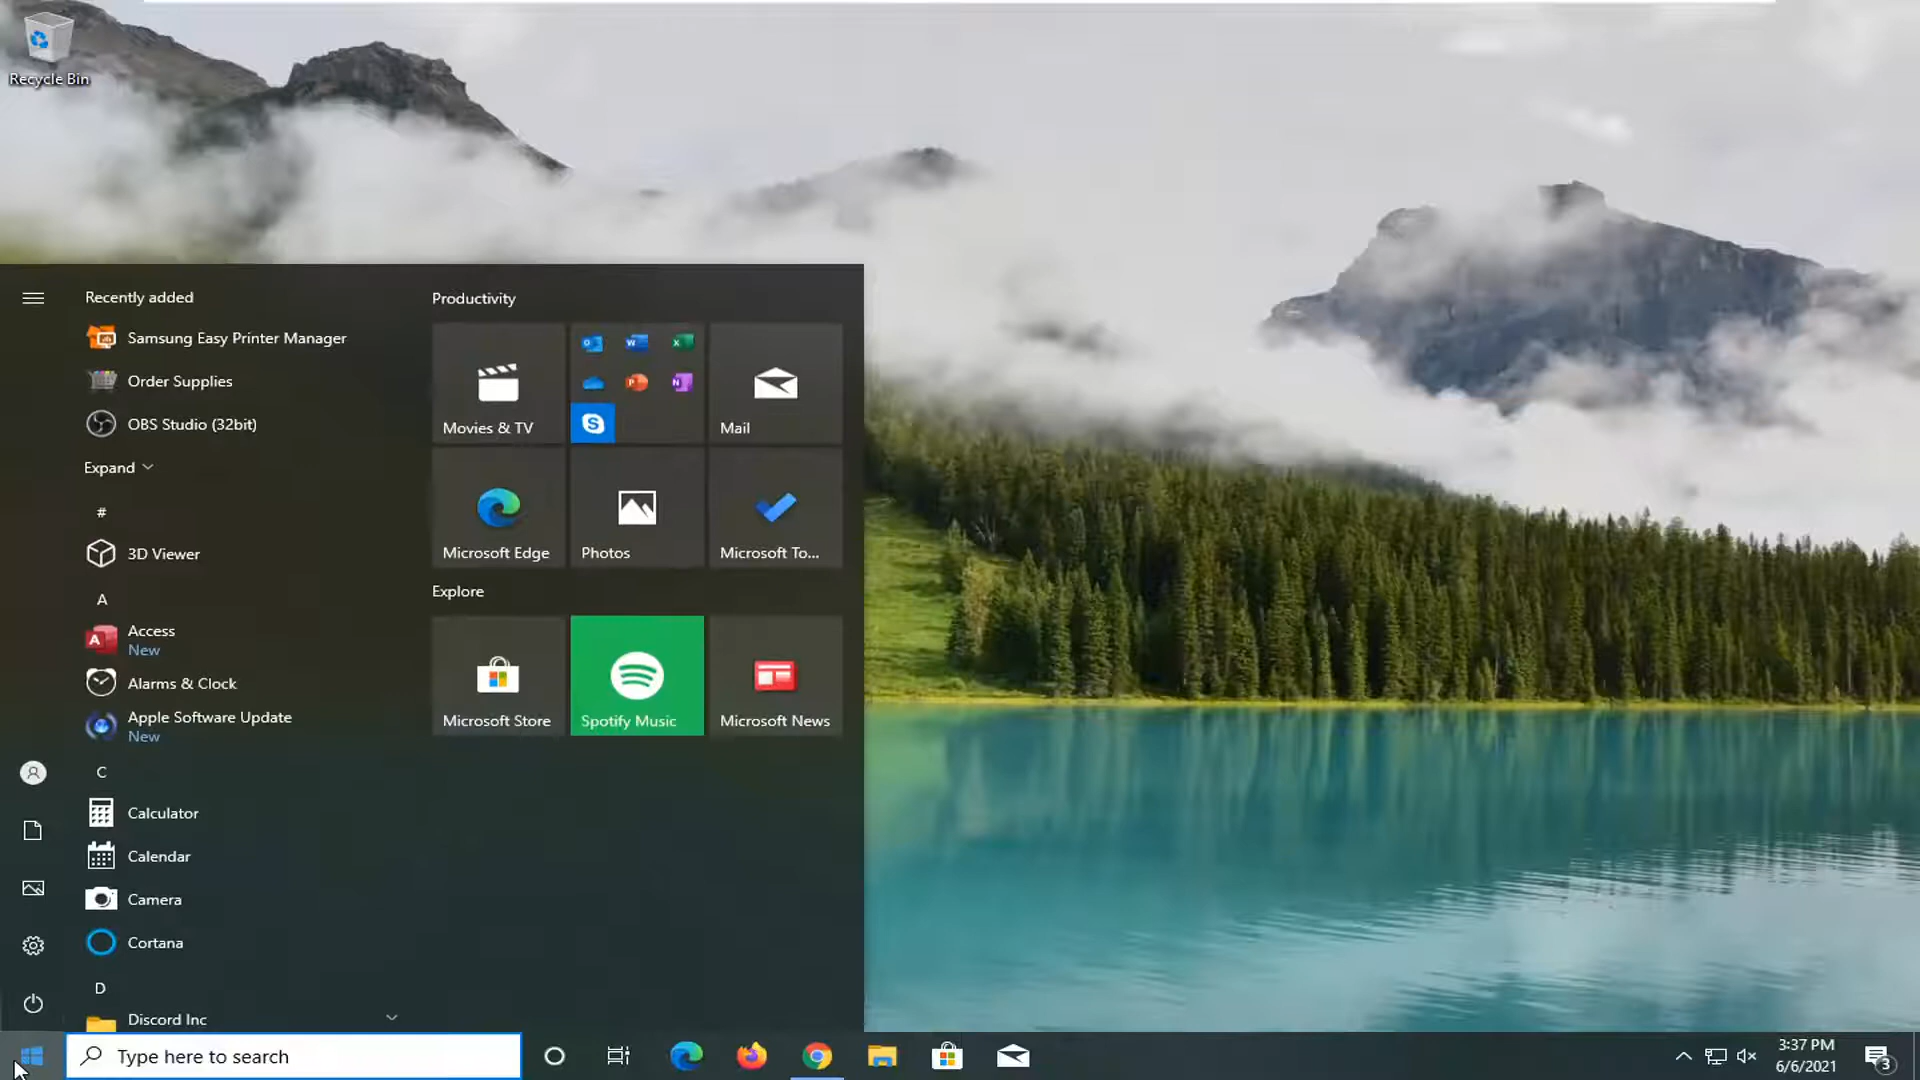 Recycle Bin
Recently added
Samsung Easy Printer Manager
Order Supplies
OBS Studio (32bit)
Expand
#
3D Viewer
A
Access
New
Alarms & Clock
Apple Software Update
New
C
Calculator
Calendar
Camera
Cortana
D
Discord Inc
Productivity
Movies & TV
Mail
Microsoft Edge
Photos
Microsoft To...
Explore
Microsoft Store
Spotify Music
Microsoft News
Type here to search
3:37 PM
6/6/2021
3